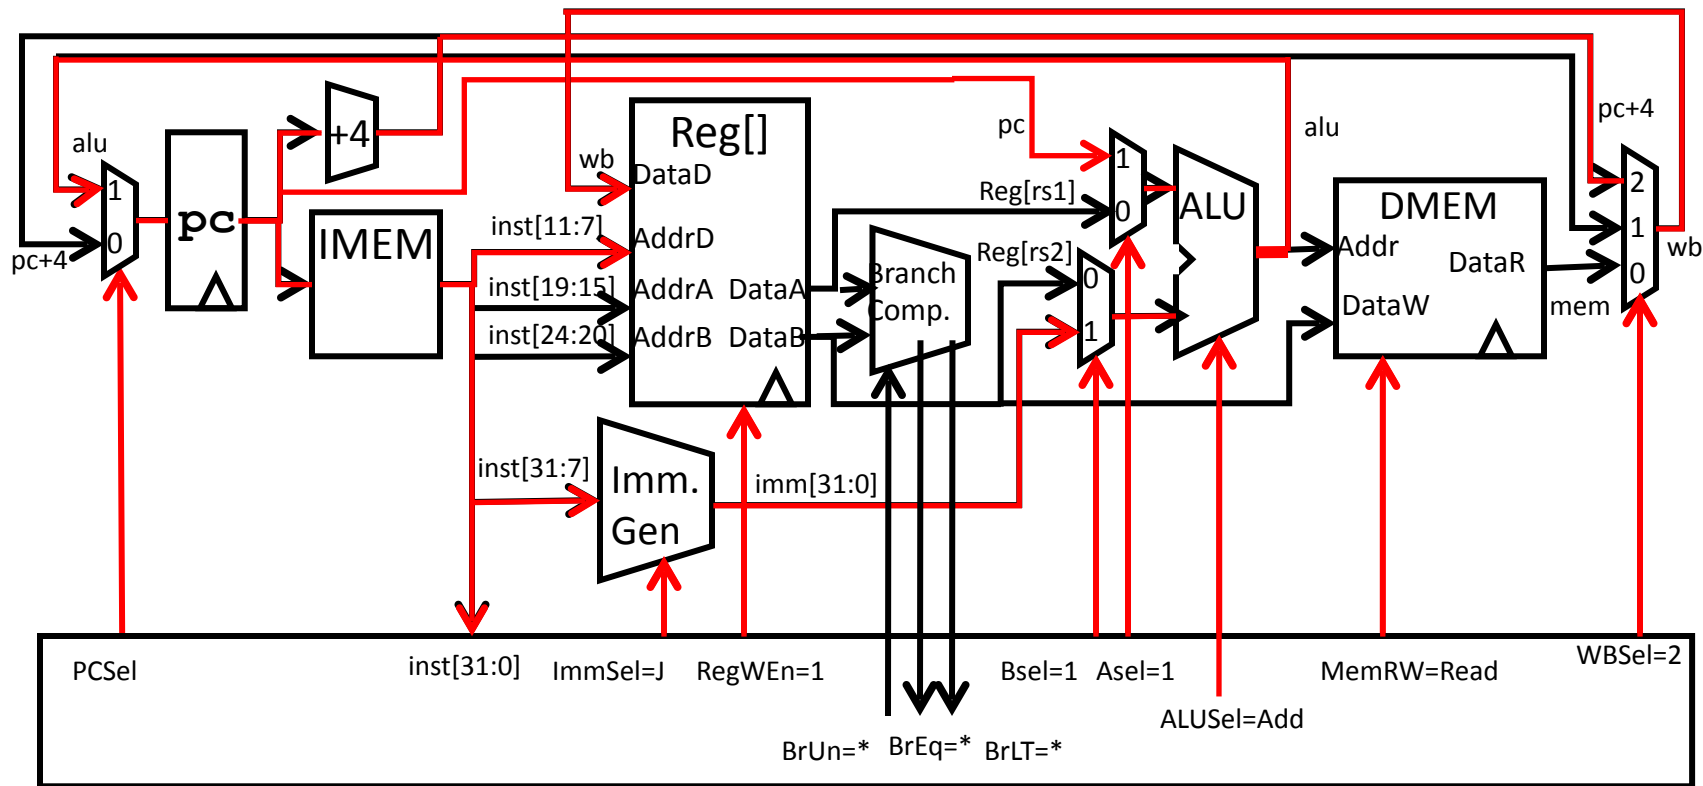 alu
1
0
pc+4
pc
+4
IMEM
Reg[]
wb
DataD
inst[11:7]
AddrD
inst[19:15]
AddrA
DataA
inst[24:20]
AddrB
DataB
Branch
Comp.
pc
Reg[rs1]
1
0
Reg[rs2]
0
1
ALU
alu
DMEM
Addr
DataR
DataW
mem
pc+4
2
1
0
wb
inst[31:7]
Imm.
Gen
imm[31:0]
PCSel
inst[31:0]
ImmSel=J
RegWEn=1
BrUn=*
BrEq=*
BrLT=*
Bsel=1
Asel=1
ALUSel=Add
MemRW=Read
WBSel=2